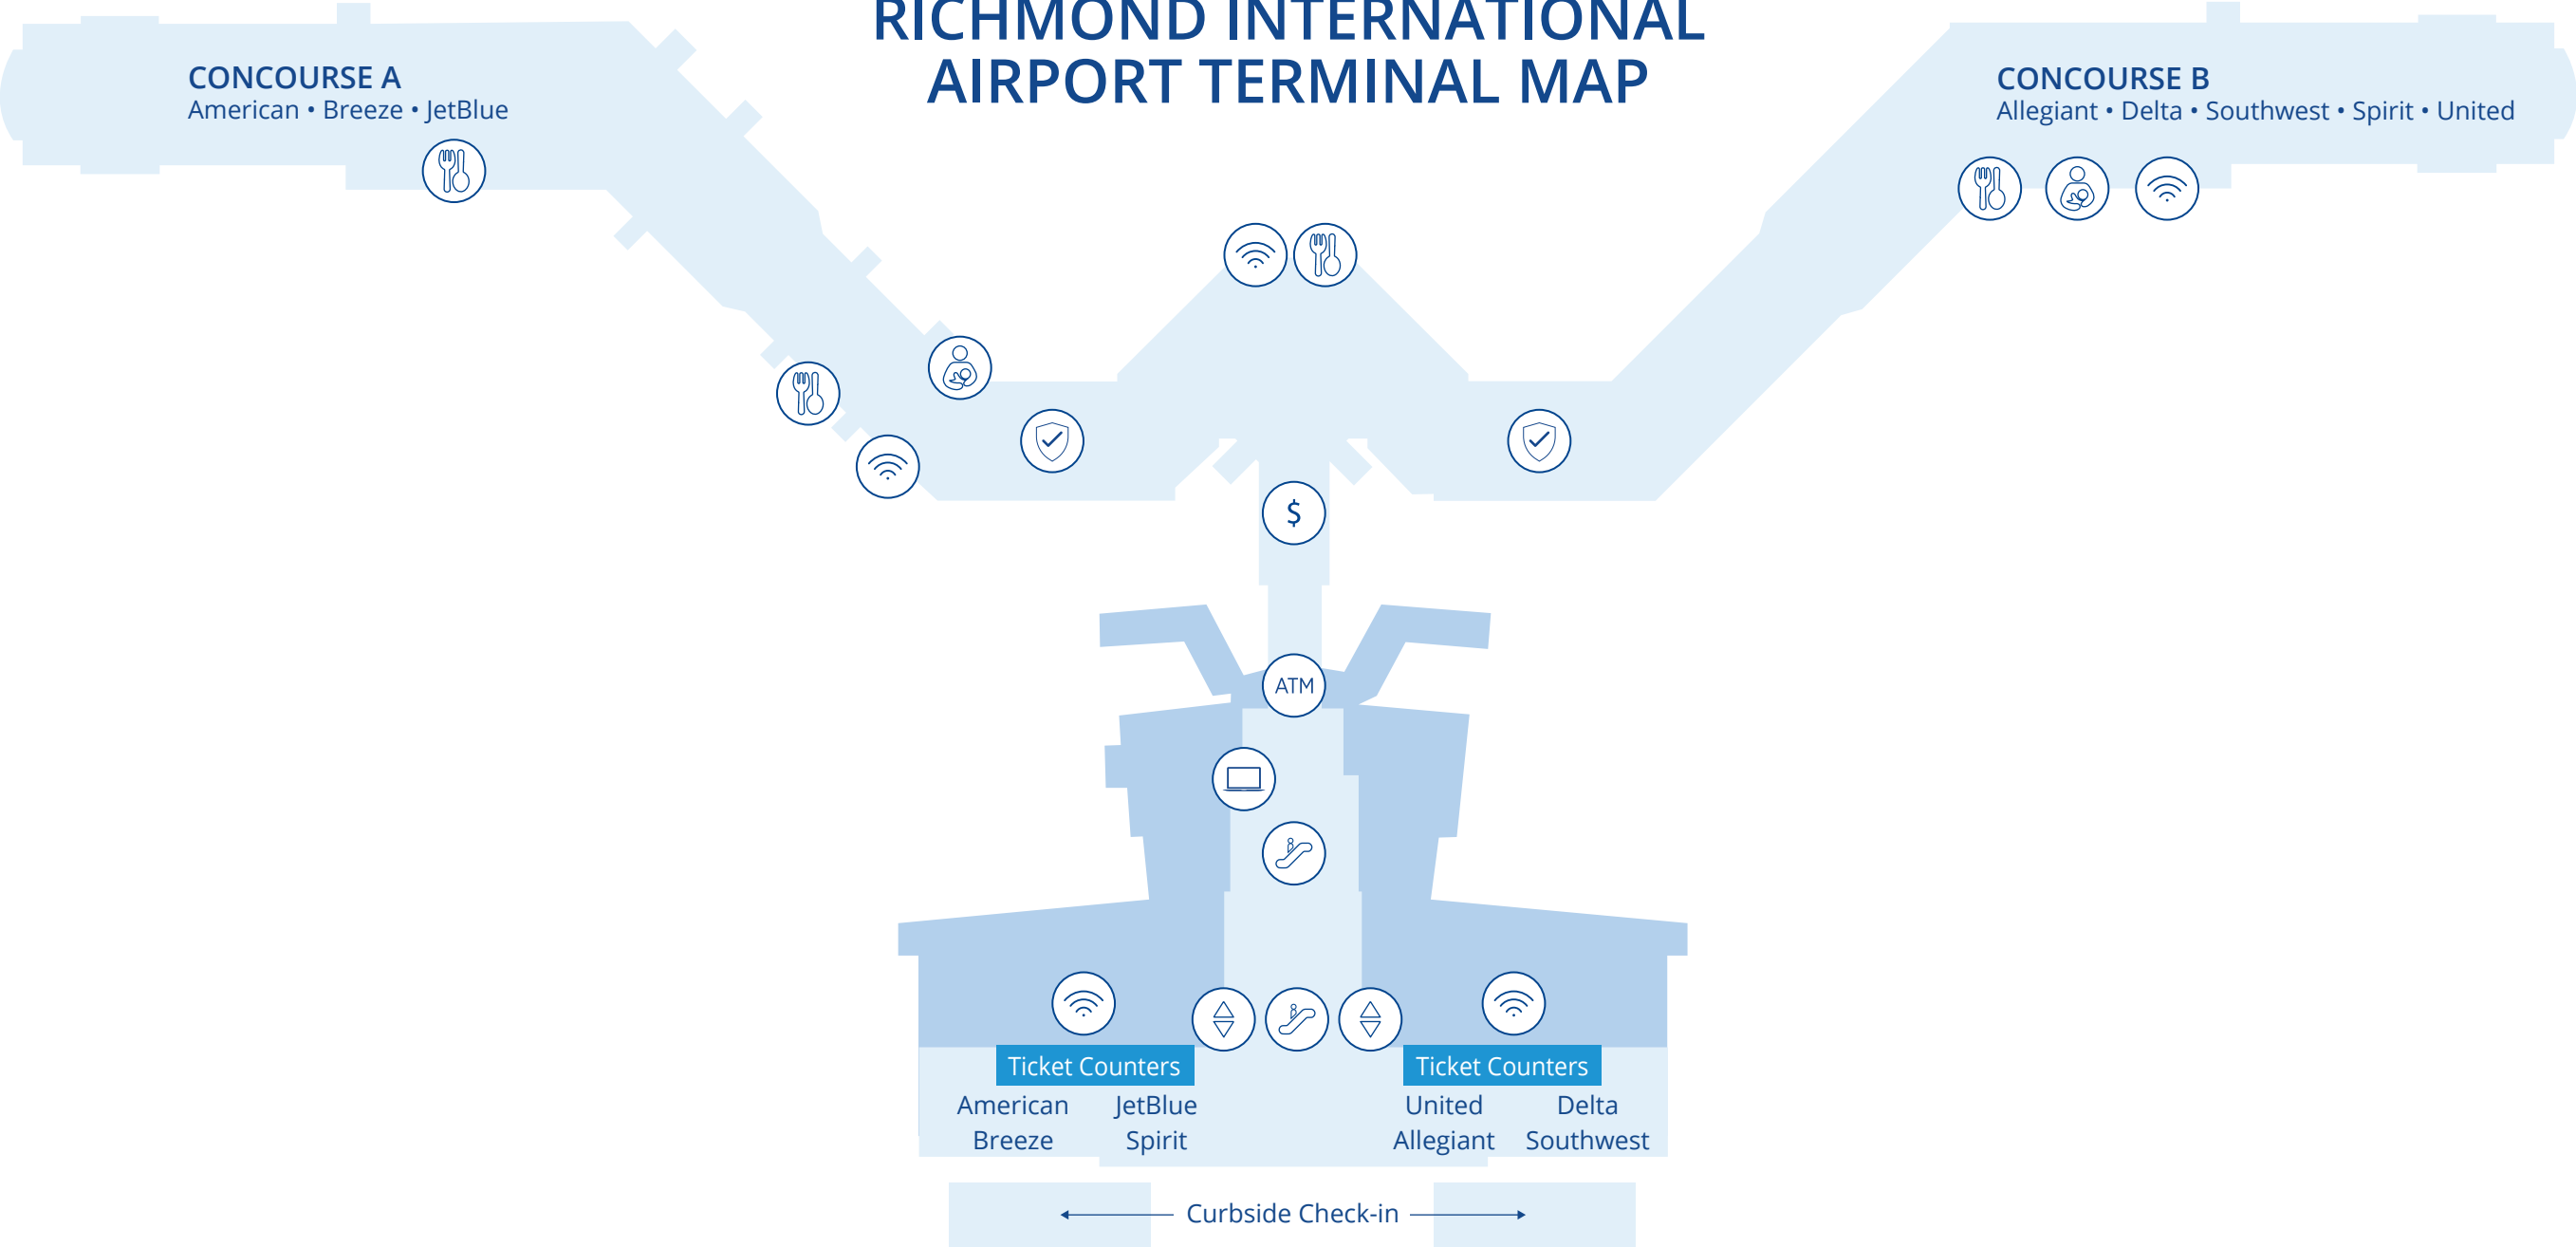 RICHMOND INTERNATIONAL
AIRPORT TERMINAL MAP
CONCOURSE A
American • Breeze • JetBlue
CONCOURSE B
Allegiant • Delta • Southwest • Spirit • United
$
ATM
Ticket Counters
American JetBlue
Breeze Spirit
Ticket Counters
United Delta
Allegiant Southwest
Curbside Check-in